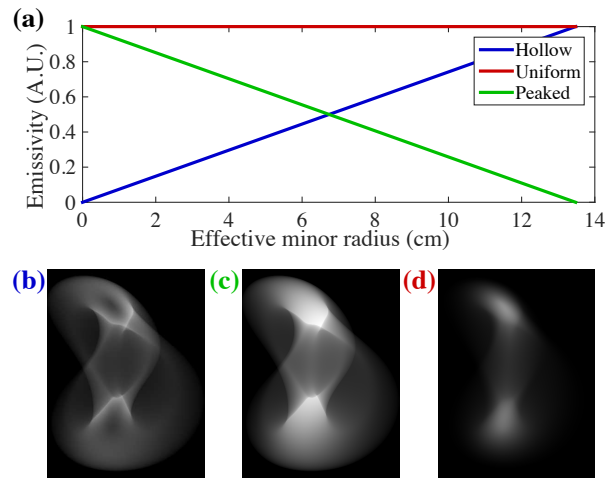 (a)
Emissivity (A.U.)
1
0.8
0.6
0.4
0.2
0
Hollow
Uniform
Peaked
0 2 4 6 8 10 12 14
Effective minor radius (cm)
(b) (c) (d)